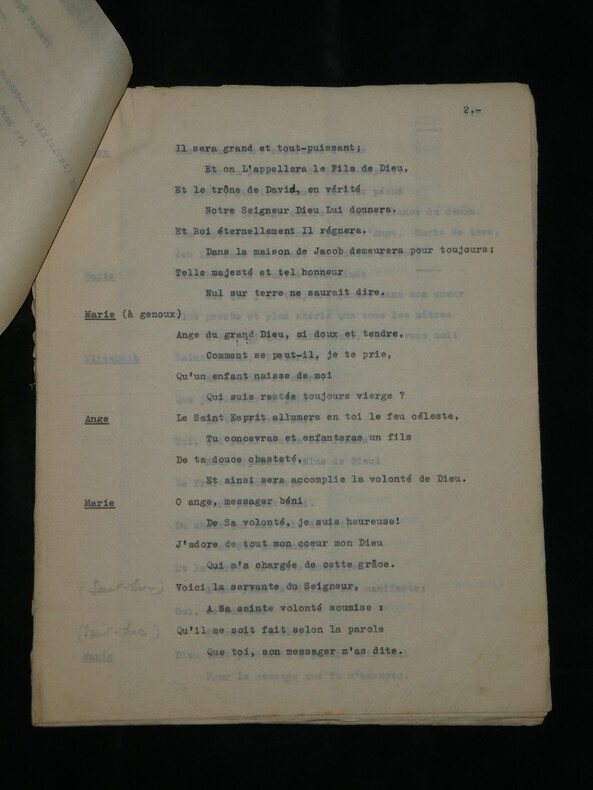 2.-
Il sera grand et tout-puissant;
Et on L'appellera le Fils de Dieu,
Et le trône de David, en vérité
Notre Seigneur Dieu Lui donnera.
Et Roi éternellement Il régnera.
Dans la maison de Jacob demeurera pour toujours;
Telle majesté et tel honneur
Nul sur terre ne saurait dire.
Marie (à genoux)
Ange du grand Dieu, si doux et tendre,
Comment se peut-il, je te prie,
Qu'un enfant naisse de moi
Qui suis restée toujours vierge ?
Ange Le Saint Esprit allumera en toi le feu céleste,
Tu concevras et enfanteras un fils
De ta douce chasteté,
Et ainsi sera accomplie la volonté de Dieu.
Marie O ange, messager béni
De Sa volonté, je suis heureuse!
J'adore de tout mon coeur mon Dieu
Qui m'a chargée de cette grâce.
(Saint-Luc) Voici la servante du Seigneur,
A Sa sainte volonté soumise :
(Saint-Luc) Qu'il me soit fait selon la parole
Que toi, son messager m'as dite.